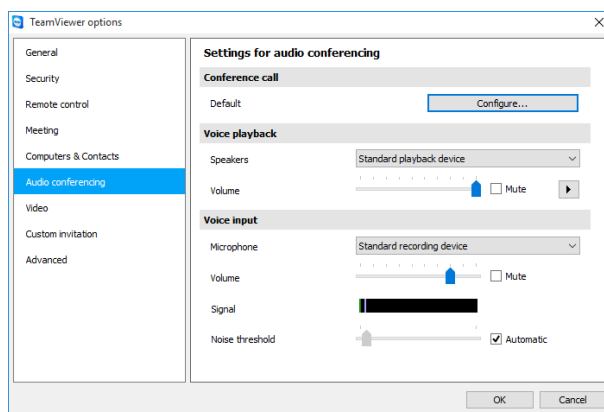 TeamViewer options
General
Security
Remote control
Meeting
Computers & Contacts
Audio conferencing
Video
Custom invitation
Advanced
Settings for audio conferencing
Conference call
Default Configure...
Voice playback
Speakers Standard playback device
Volume Mute
Voice input
Microphone Standard recording device
Volume Mute
Signal
Noise threshold Automatic
OK Cancel